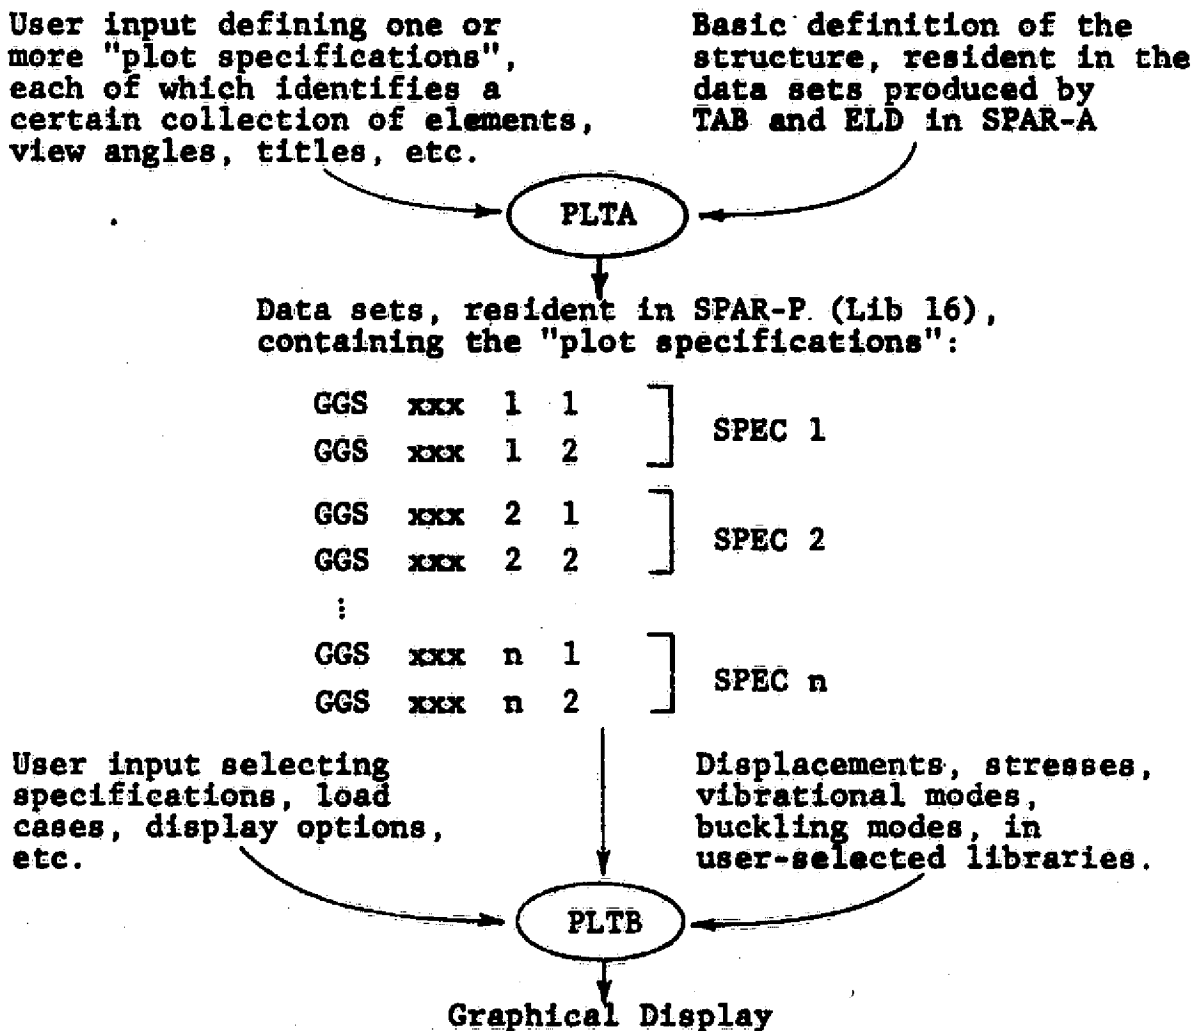 User input defining one or
more "plot specifications",
each of which identifies a
certain collection of elements,
view angles, titles, etc.
Basic definition of the
structure, resident in the
data sets produced by
TAB and ELD in SPAR-A
PLTA
Data sets, resident in SPAR-P (Lib 16),
containing the "plot specifications":
GGS xxx 1 1
GGS xxx 1 2
SPEC 1
GGS xxx 2 1
GGS xxx 2 2
SPEC 2
⋮
GGS xxx n 1
GGS xxx n 2
SPEC n
User input selecting
specifications, load
cases, display options,
etc.
Displacements, stresses,
vibrational modes,
buckling modes, in
user-selected libraries.
PLTB
Graphical Display